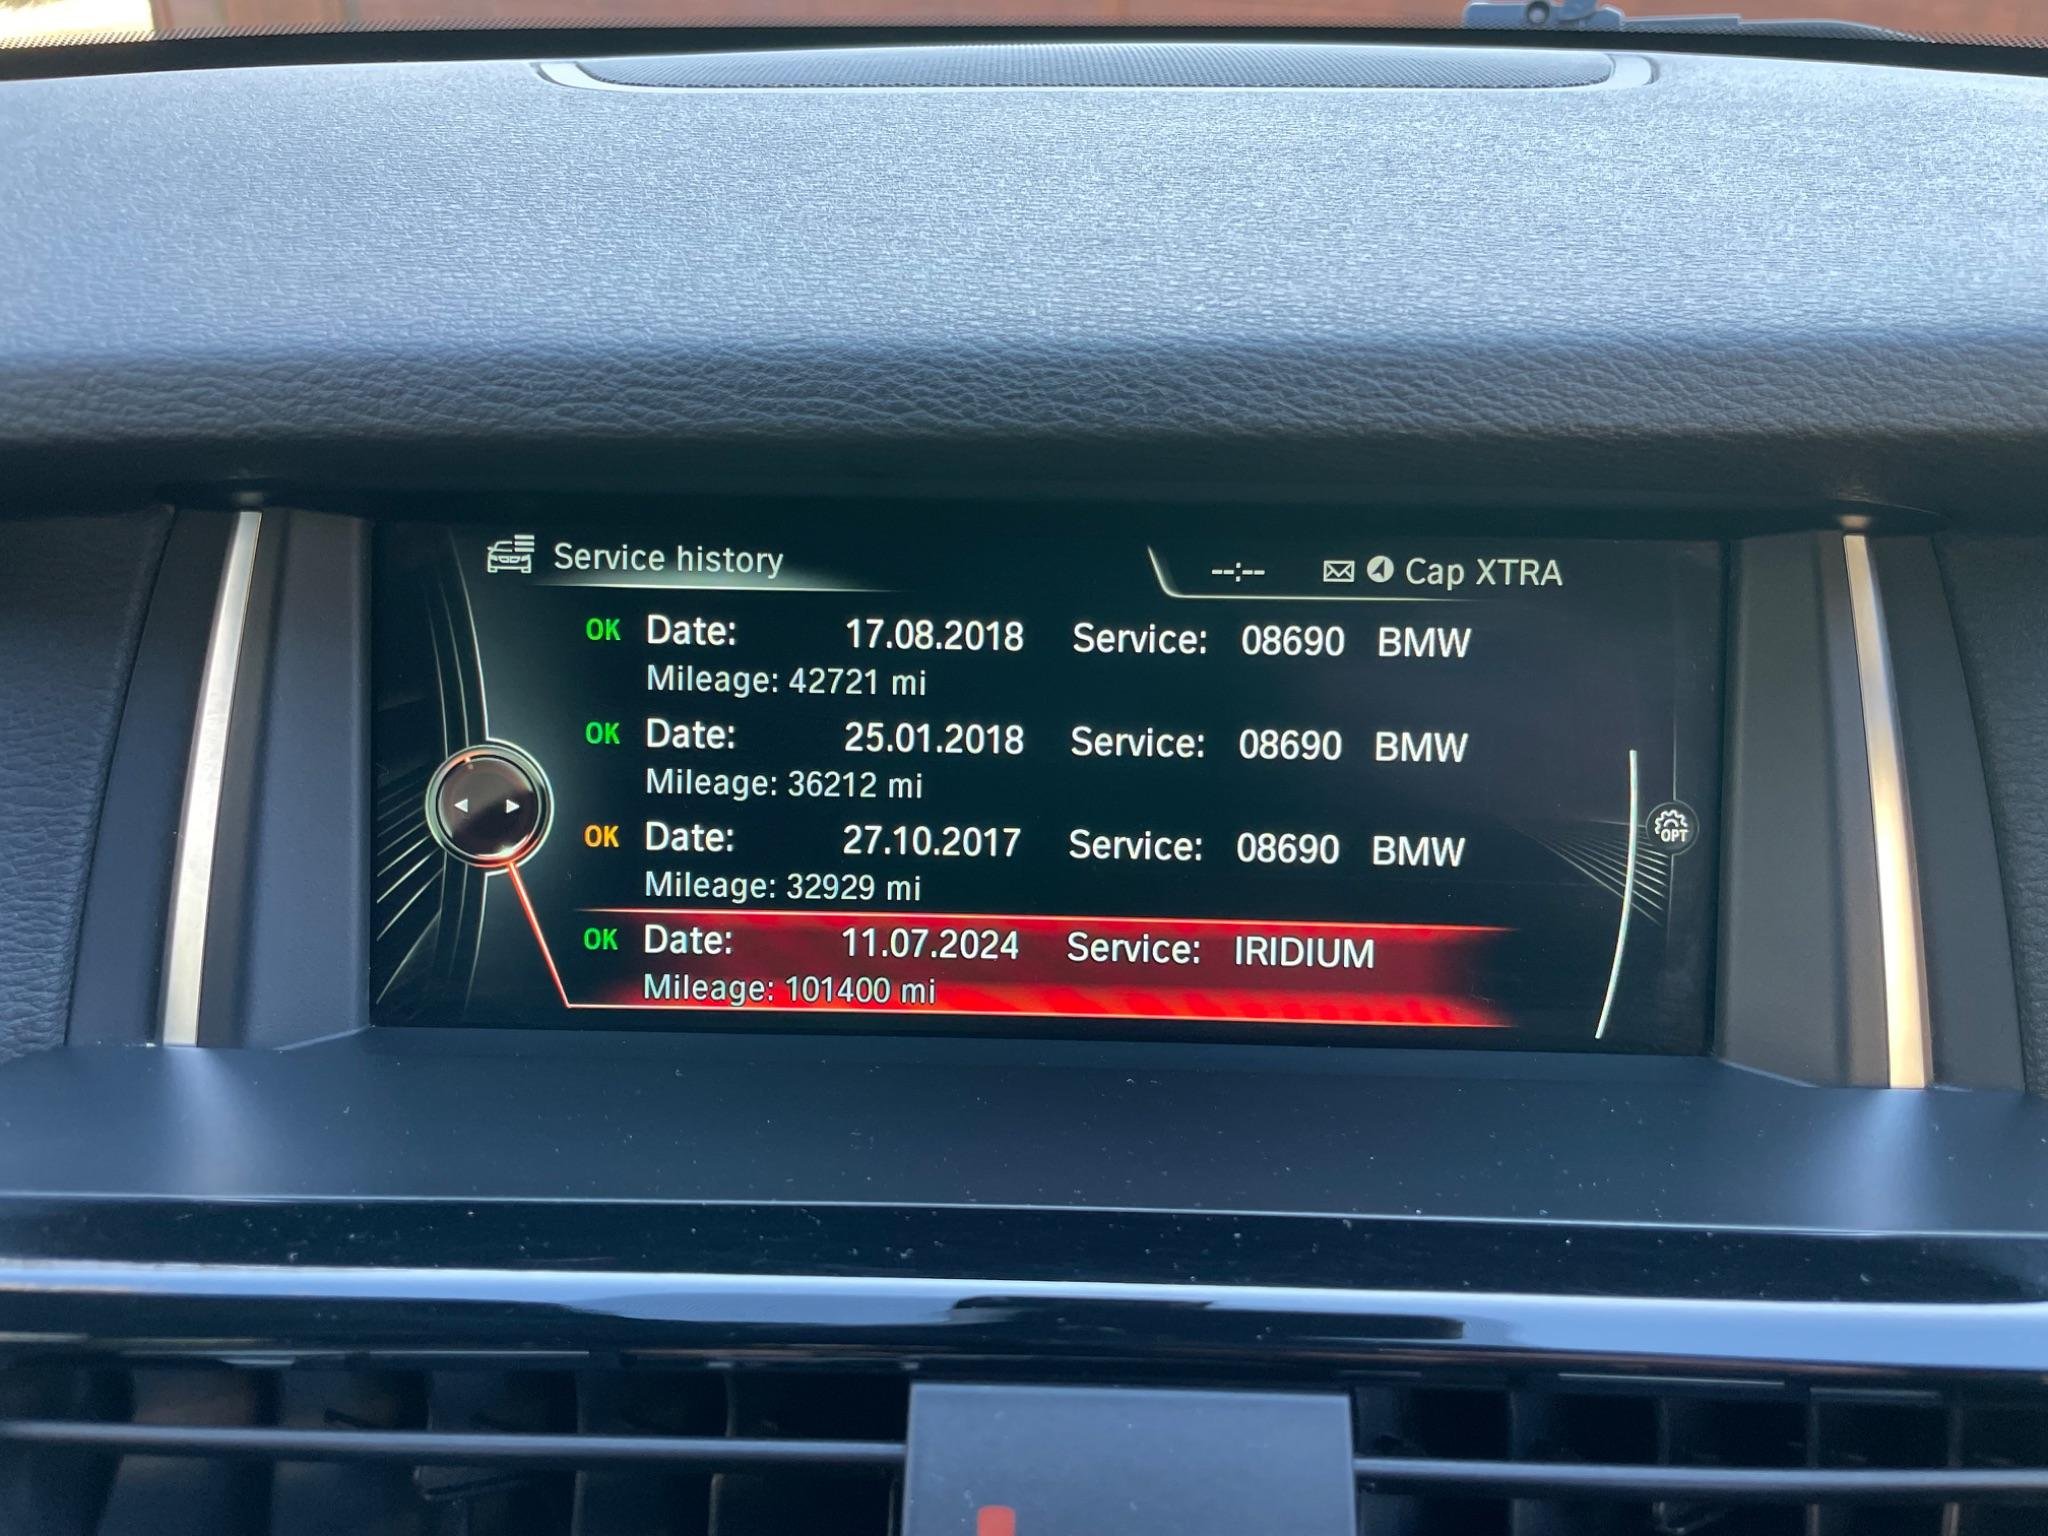 Service history
--:-- Cap XTRA
OK Date: 17.08.2018 Service: 08690 BMW
Mileage: 42721 mi
OK Date: 25.01.2018 Service: 08690 BMW
Mileage: 36212 mi
OK Date: 27.10.2017 Service: 08690 BMW
Mileage: 32929 mi
OPT
OK Date: 11.07.2024 Service: IRIDIUM
Mileage: 101400 mi